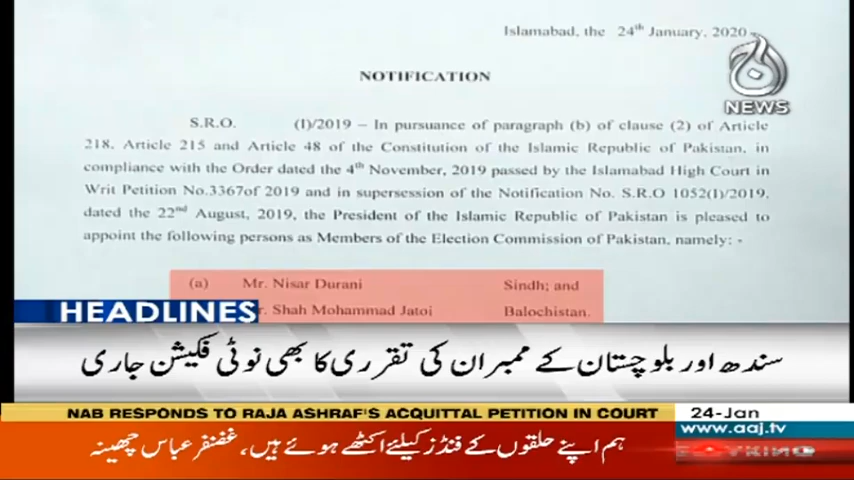 Islamabad, the 24th January, 2020
NEWS
NOTIFICATION
S.R.O. (I)/2019 – In pursuance of paragraph (b) of clause (2) of Article
218, Article 215 and Article 48 of the Constitution of the Islamic Republic of Pakistan, in
compliance with the Order dated the 4th November, 2019 passed by the Islamabad High Court in
Writ Petition No.3367of 2019 and in supersession of the Notification No. S.R.O 1052(I)/2019,
dated the 22nd August, 2019, the President of the Islamic Republic of Pakistan is pleased to
appoint the following persons as Members of the Election Commission of Pakistan, namely: -
(a) Mr. Nisar Durani Sindh; and
Shah Mohammad Jatoi Balochistan.
HEADLINES
سندھ اور بلوچستان کے ممبران کی تقرری کا بھی نوٹی فکیشن جاری
NAB RESPONDS TO RAJA ASHRAF'S ACQUITTAL PETITION IN COURT
24-Jan
www.aaj.tv
ہم اپنے حلقوں کے فنڈز کیلئے اکٹھے ہوئے ہیں، غضنفر عباس چھینہ